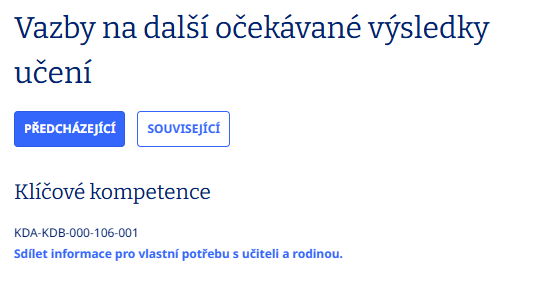 Vazby na další očekávané výsledky
učení
PŘEDCHÁZEJÍCÍ SOUVISEJÍCÍ
Klíčové kompetence
KDA-KDB-000-106-001
Sdílet informace pro vlastní potřebu s učiteli a rodinou.